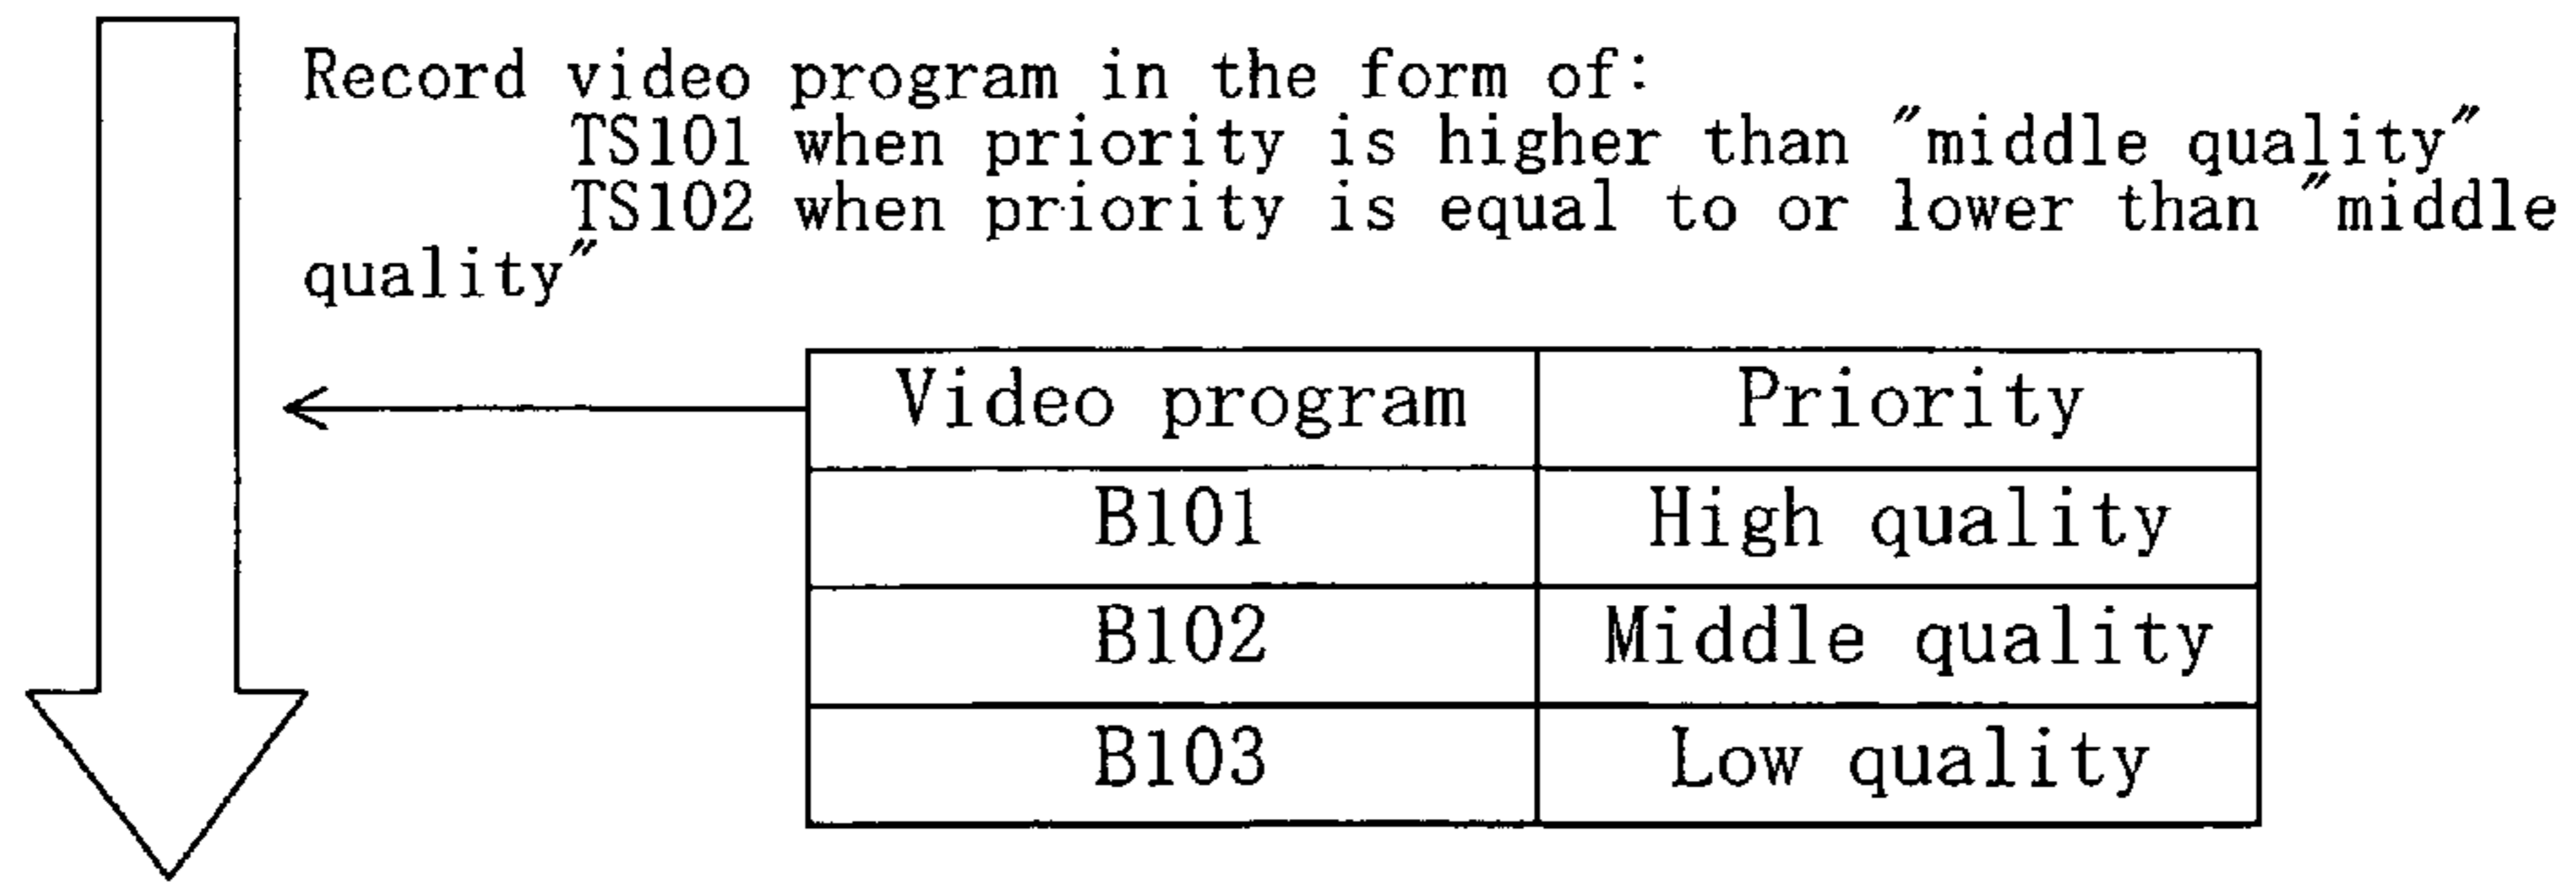 Record video program in the form of:
TS101 when priority is higher than "middle quality"
TS102 when priority is equal to or lower than "middle
quality"
Video program Priority
B101 High quality
B102 Middle quality
B103 Low quality